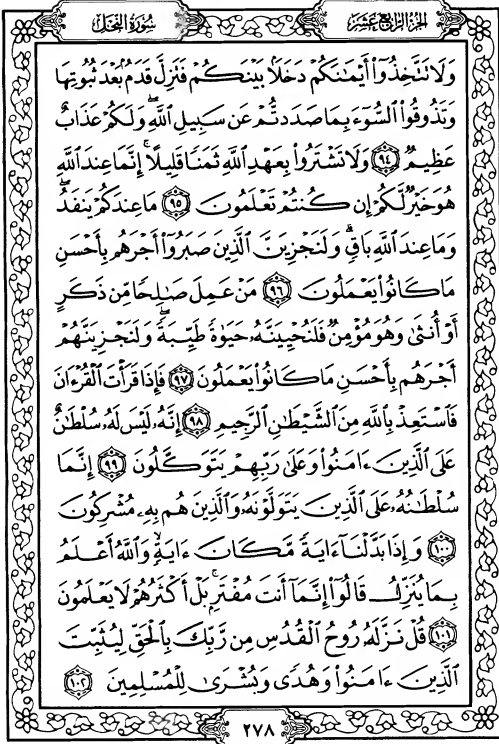 الجزء الرابع عشر
سورة النحل
وَلَا تَتَّخِذُوٓا۟ أَيْمَٰنَكُمْ دَخَلًۢا بَيْنَكُمْ فَتَزِلَّ قَدَمٌۢ بَعْدَ ثُبُوتِهَا
وَتَذُوقُوا۟ ٱلسُّوٓءَ بِمَا صَدَدتُّمْ عَن سَبِيلِ ٱللَّهِ ۖ وَلَكُمْ عَذَابٌ
عَظِيمٌ ۝٩٤ وَلَا تَشْتَرُوا۟ بِعَهْدِ ٱللَّهِ ثَمَنًا قَلِيلًا ۚ إِنَّمَا عِندَ ٱللَّهِ
هُوَ خَيْرٌ لَّكُمْ إِن كُنتُمْ تَعْلَمُونَ ۝٩٥ مَا عِندَكُمْ يَنفَدُ ۖ
وَمَا عِندَ ٱللَّهِ بَاقٍ ۗ وَلَنَجْزِيَنَّ ٱلَّذِينَ صَبَرُوٓا۟ أَجْرَهُم بِأَحْسَنِ
مَا كَانُوا۟ يَعْمَلُونَ ۝٩٦ مَنْ عَمِلَ صَٰلِحًا مِّن ذَكَرٍ
أَوْ أُنثَىٰ وَهُوَ مُؤْمِنٌ فَلَنُحْيِيَنَّهُۥ حَيَوٰةً طَيِّبَةً ۖ وَلَنَجْزِيَنَّهُمْ
أَجْرَهُم بِأَحْسَنِ مَا كَانُوا۟ يَعْمَلُونَ ۝٩٧ فَإِذَا قَرَأْتَ ٱلْقُرْءَانَ
فَٱسْتَعِذْ بِٱللَّهِ مِنَ ٱلشَّيْطَٰنِ ٱلرَّجِيمِ ۝٩٨ إِنَّهُۥ لَيْسَ لَهُۥ سُلْطَٰنٌ
عَلَى ٱلَّذِينَ ءَامَنُوا۟ وَعَلَىٰ رَبِّهِمْ يَتَوَكَّلُونَ ۝٩٩ إِنَّمَا
سُلْطَٰنُهُۥ عَلَى ٱلَّذِينَ يَتَوَلَّوْنَهُۥ وَٱلَّذِينَ هُم بِهِۦ مُشْرِكُونَ
۝١٠٠ وَإِذَا بَدَّلْنَآ ءَايَةً مَّكَانَ ءَايَةٍ ۙ وَٱللَّهُ أَعْلَمُ
بِمَا يُنَزِّلُ قَالُوٓا۟ إِنَّمَآ أَنتَ مُفْتَرٍۭ ۚ بَلْ أَكْثَرُهُمْ لَا يَعْلَمُونَ
۝١٠١ قُلْ نَزَّلَهُۥ رُوحُ ٱلْقُدُسِ مِن رَّبِّكَ بِٱلْحَقِّ لِيُثَبِّتَ
ٱلَّذِينَ ءَامَنُوا۟ وَهُدًى وَبُشْرَىٰ لِلْمُسْلِمِينَ ۝١٠٢
٢٧٨